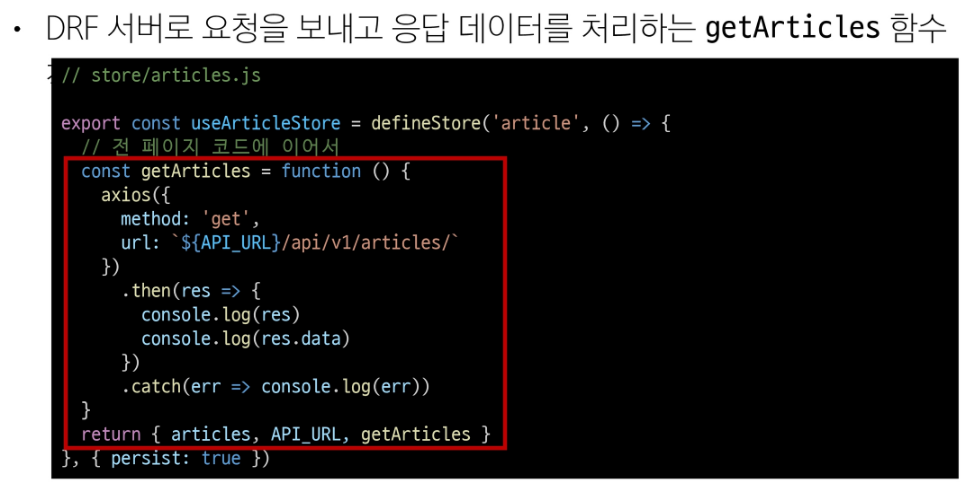 • DRF 서버로 요청을 보내고 응답 데이터를 처리하는 getArticles 함수
// store/articles.js
export const useArticleStore = defineStore('article', () => {
// 전 페이지 코드에 이어서
const getArticles = function () {
axios({
method: 'get',
url: `${API_URL}/api/v1/articles/`
})
.then(res => {
console.log(res)
console.log(res.data)
})
.catch(err => console.log(err))
}
return { articles, API_URL, getArticles }
}, { persist: true })